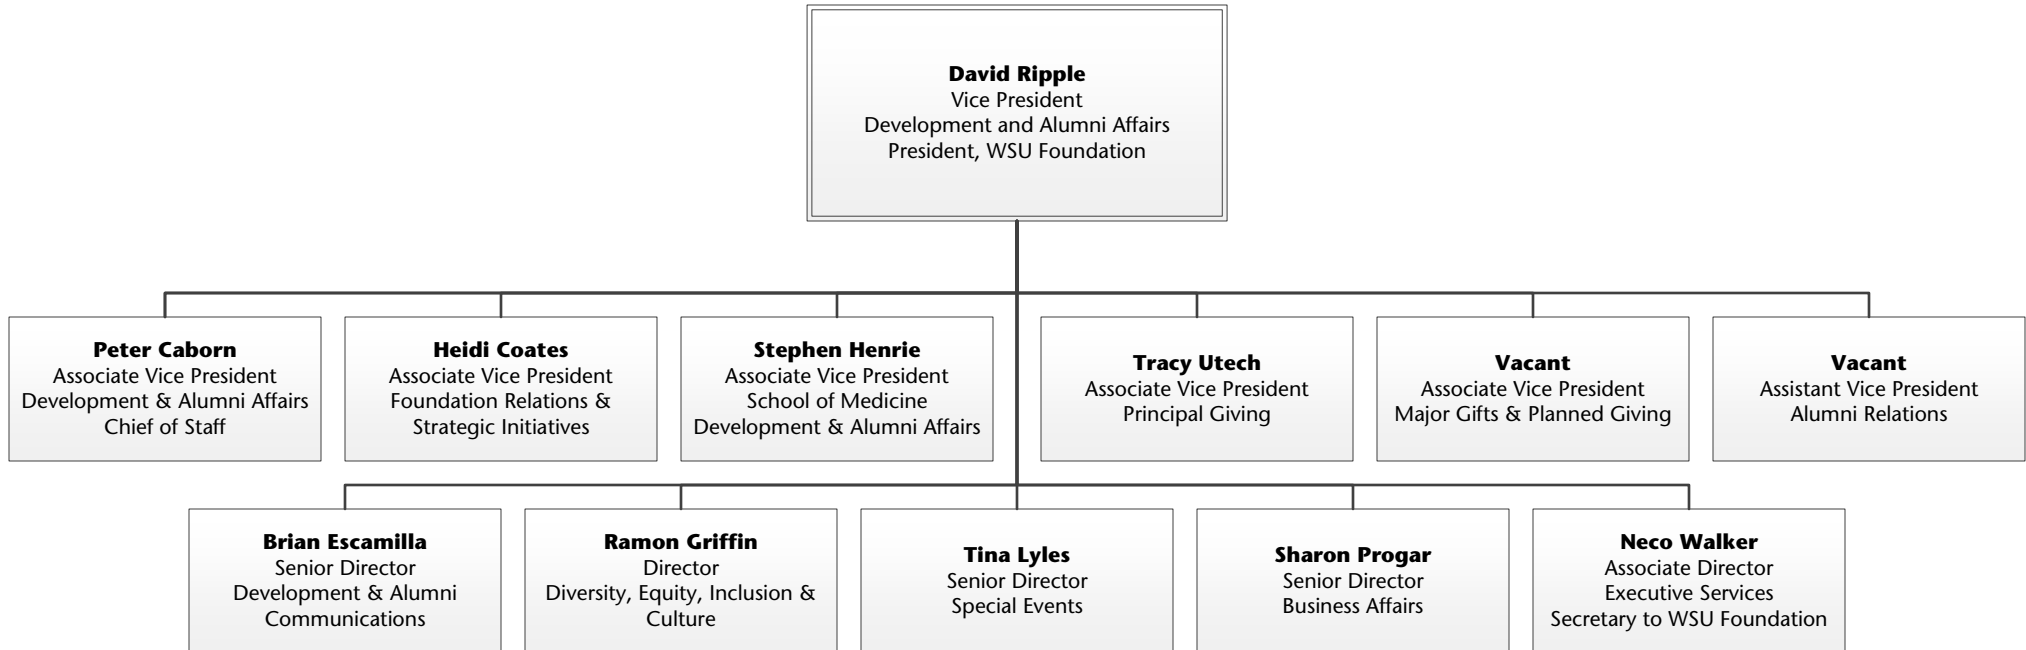 David Ripple
Vice President
Development and Alumni Affairs
President, WSU Foundation
Peter Caborn
Associate Vice President
Development & Alumni Affairs
Chief of Staff
Heidi Coates
Associate Vice President
Foundation Relations &
Strategic Initiatives
Stephen Henrie
Associate Vice President
School of Medicine
Development & Alumni Affairs
Tracy Utech
Associate Vice President
Principal Giving
Vacant
Associate Vice President
Major Gifts & Planned Giving
Vacant
Assistant Vice President
Alumni Relations
Brian Escamilla
Senior Director
Development & Alumni
Communications
Ramon Griffin
Director
Diversity, Equity, Inclusion &
Culture
Tina Lyles
Senior Director
Special Events
Sharon Progar
Senior Director
Business Affairs
Neco Walker
Associate Director
Executive Services
Secretary to WSU Foundation